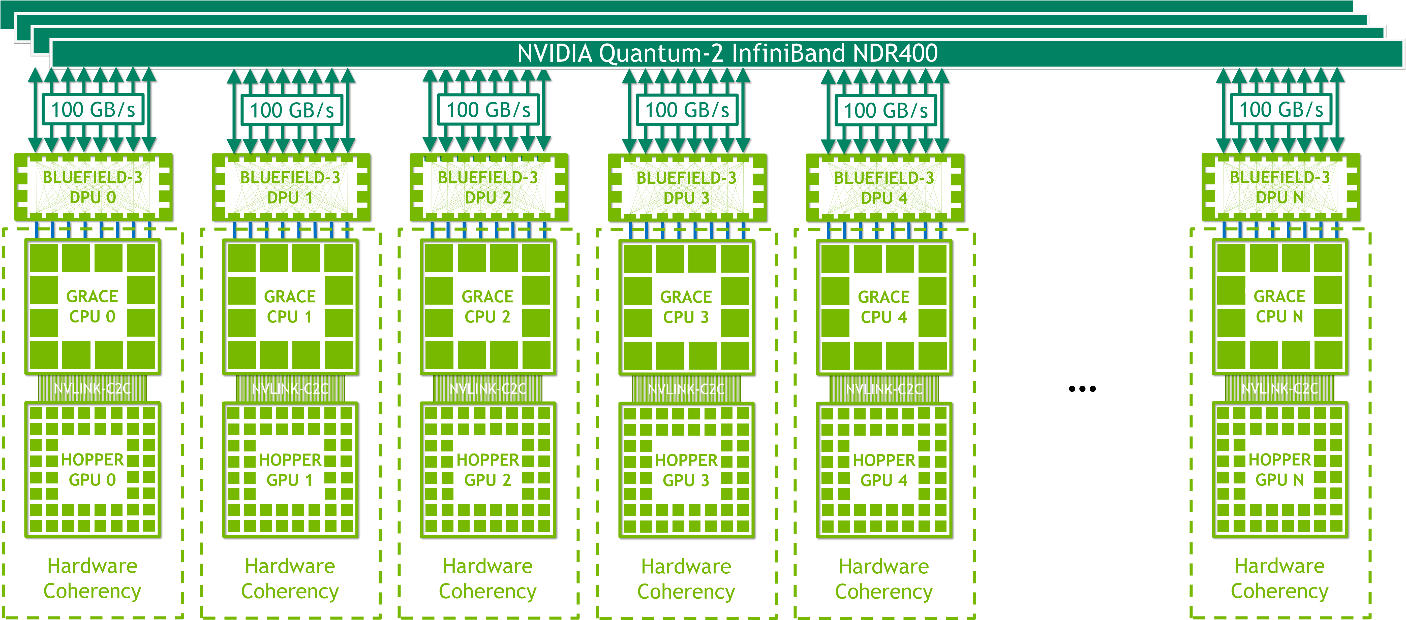 NVIDIA Quantum-2 InfiniBand NDR400
100 GB/s
100 GB/s
100 GB/s
100 GB/s
100 GB/s
100 GB/s
BLUEFIELD-3
DPU 0
BLUEFIELD-3
DPU 1
BLUEFIELD-3
DPU 2
BLUEFIELD-3
DPU 3
BLUEFIELD-3
DPU 4
BLUEFIELD-3
DPU N
GRACE
CPU 0
GRACE
CPU 1
GRACE
CPU 2
GRACE
CPU 3
GRACE
CPU 4
GRACE
CPU N
NVLINK-C2C
NVLINK-C2C
NVLINK-C2C
NVLINK-C2C
NVLINK-C2C
...
NVLINK-C2C
HOPPER
GPU 0
HOPPER
GPU 1
HOPPER
GPU 2
HOPPER
GPU 3
HOPPER
GPU 4
HOPPER
GPU N
Hardware
Coherency
Hardware
Coherency
Hardware
Coherency
Hardware
Coherency
Hardware
Coherency
Hardware
Coherency